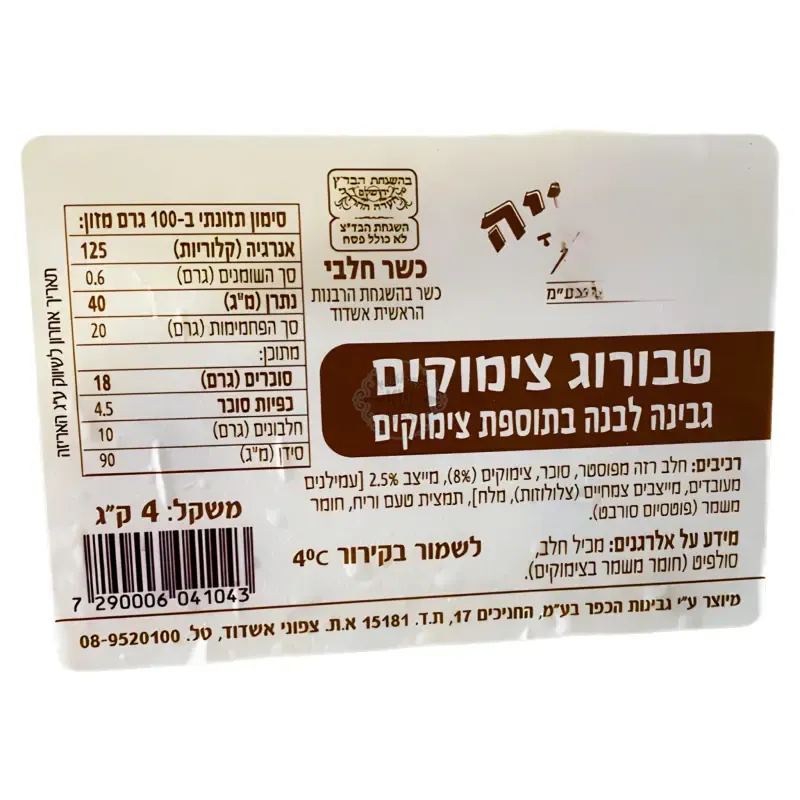 בהשגחת הבד"ץ
השגחת הבד"צ
לא כולל פסח
כשר חלבי
כשר בהשגחת הרבנות
הראשית אשדוד
סימון תזונתי ב-100 גרם מזון:
אנרגיה (קלוריות) 125
סך השומנים (גרם) 0.6
נתרן (מ"ג) 40
סך הפחמימות (גרם) 20
מתוכן:
סוכרים (גרם) 18
כפיות סוכר 4.5
חלבונים (גרם) 10
סידן (מ"ג) 90
תאריך אחרון לשיווק ע"ג האריזה
טבורוג צימוקים
גבינה לבנה בתוספת צימוקים
רכיבים: חלב רזה מפוסטר, סוכר, צימוקים (8%), מייצב 2.5% [עמילנים
מעובדים, מייצבים צמחיים (צלולוזות), מלח], תמצית טעם וריח, חומר
משמר (פוטסיום סורבט).
מידע על אלרגנים: מכיל חלב,
סולפיט (חומר משמר בצימוקים).
לשמור בקירור 4⁰C
משקל: 4 ק"ג
7 290006 041043
מיוצר ע"י גבינות הכפר בע"מ, החניכים 17, ת.ד. 15181 א.ת. צפוני אשדוד, טל. 08-9520100